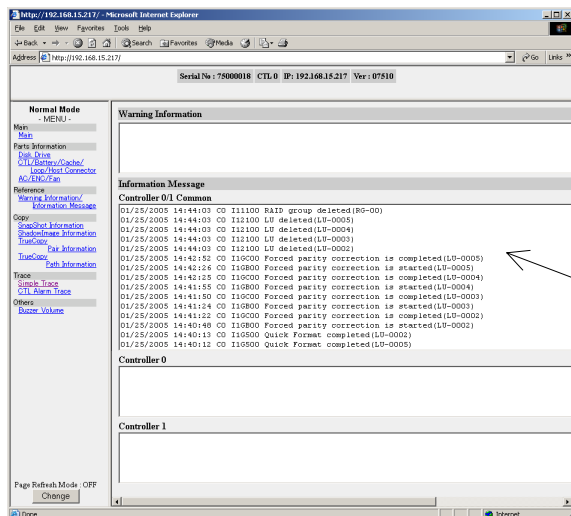 http://192.168.15.217/ - Microsoft Internet Explorer
File Edit View Favorites Tools Help
Back Search Favorites Media
Address http://192.168.15.217/ Go Links »
Serial No : 75000018 CTL 0 IP: 192.168.15.217 Ver : 07510
Normal Mode
- MENU -
Main
Main
Parts Information
Disk Drive
CTL/Battery/Cache/
Loop/Host Connector
AC/ENC/Fan
Reference
Warning Information/
Information Message
Copy
SnapShot Information
ShadowImage Information
TrueCopy
Pair Information
TrueCopy
Path Information
Trace
Simple Trace
CTL Alarm Trace
Others
Buzzer Volume
Page Refresh Mode : OFF
Change
Warning Information
Information Message
Controller 0/1 Common
01/25/2005 14:44:03 C0 I11100 RAID group deleted(RG-00)
01/25/2005 14:44:03 C0 I12100 LU deleted(LU-0005)
01/25/2005 14:44:03 C0 I12100 LU deleted(LU-0004)
01/25/2005 14:44:03 C0 I12100 LU deleted(LU-0003)
01/25/2005 14:44:03 C0 I12100 LU deleted(LU-0002)
01/25/2005 14:42:52 C0 I1GC00 Forced parity correction is completed(LU-0005)
01/25/2005 14:42:26 C0 I1GB00 Forced parity correction is started(LU-0005)
01/25/2005 14:42:25 C0 I1GC00 Forced parity correction is completed(LU-0004)
01/25/2005 14:41:55 C0 I1GB00 Forced parity correction is started(LU-0004)
01/25/2005 14:41:50 C0 I1GC00 Forced parity correction is completed(LU-0003)
01/25/2005 14:41:24 C0 I1GB00 Forced parity correction is started(LU-0003)
01/25/2005 14:41:22 C0 I1GC00 Forced parity correction is completed(LU-0002)
01/25/2005 14:40:48 C0 I1GB00 Forced parity correction is started(LU-0002)
01/25/2005 14:40:13 C0 I1G500 Quick Format completed(LU-0002)
01/25/2005 14:40:12 C0 I1G500 Quick Format completed(LU-0005)
Controller 0
Controller 1
Done Internet